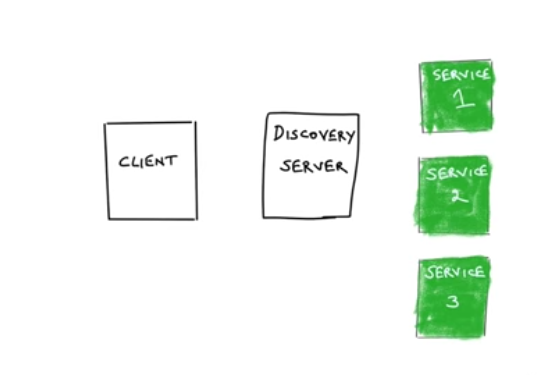 CLIENT
DISCOVERY
SERVER
SERVICE
1
SERVICE
2
SERVICE
3